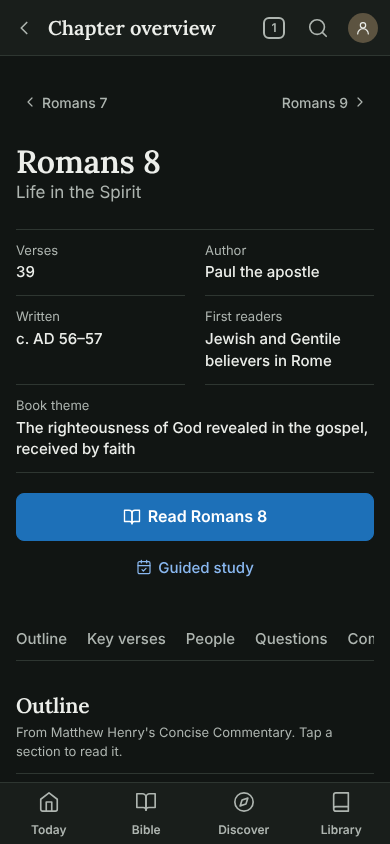 Chapter overview
1
Romans 7
Romans 9
Romans 8
Life in the Spirit
Verses
39
Author
Paul the apostle
Written
c. AD 56–57
First readers
Jewish and Gentile
believers in Rome
Book theme
The righteousness of God revealed in the gospel,
received by faith
Read Romans 8
Guided study
Outline
Key verses
People
Questions
Outline
From Matthew Henry's Concise Commentary. Tap a
section to read it.
Today
Bible
Discover
Library